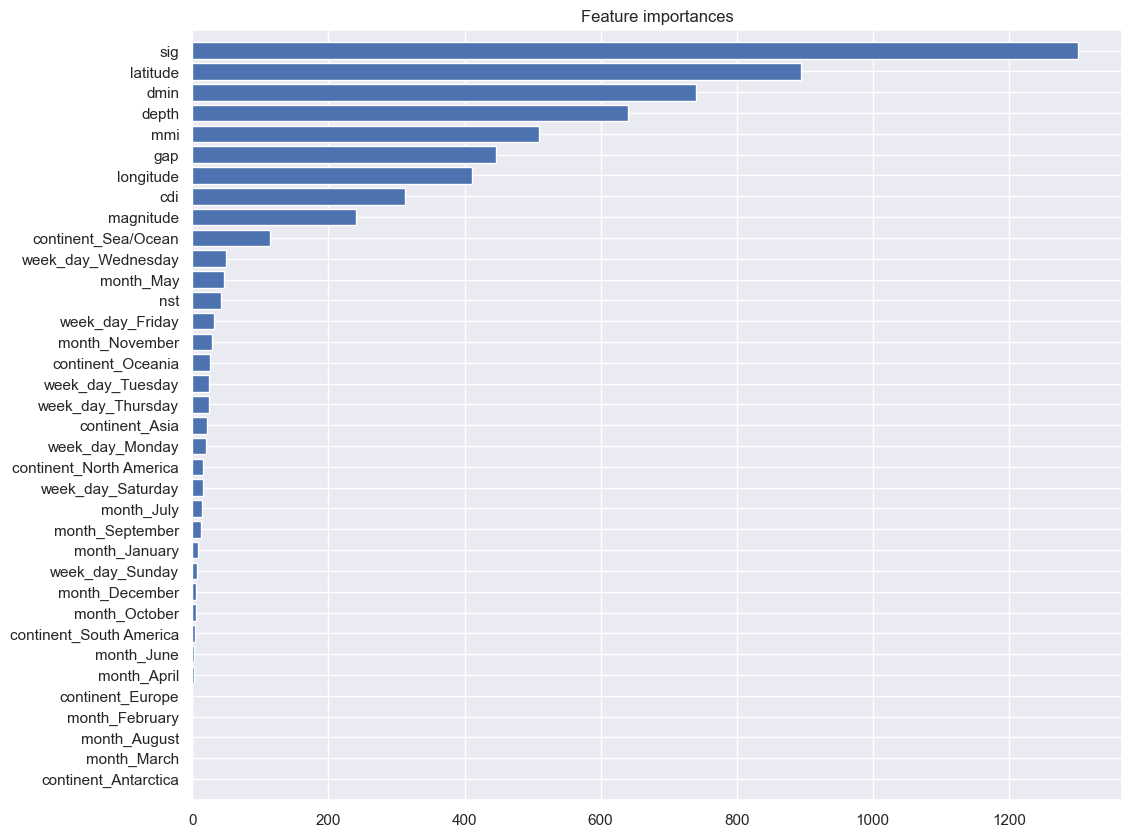 Feature importances
sig
latitude
dmin
depth
mmi
gap
longitude
cdi
magnitude
continent_Sea/Ocean
week_day_Wednesday
month_May
nst
week_day_Friday
month_November
continent_Oceania
week_day_Tuesday
week_day_Thursday
continent_Asia
week_day_Monday
continent_North America
week_day_Saturday
month_July
month_September
month_January
week_day_Sunday
month_December
month_October
continent_South America
month_June
month_April
continent_Europe
month_February
month_August
month_March
continent_Antarctica
0 200 400 600 800 1000 1200